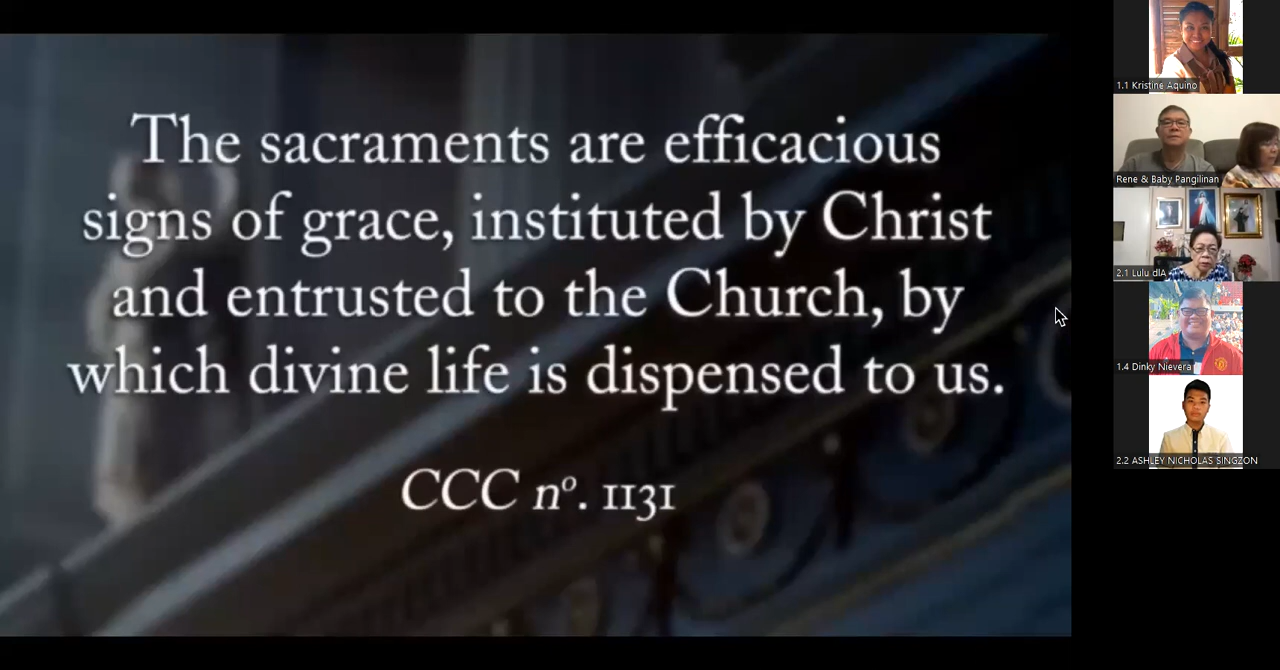 The sacraments are efficacious
signs of grace, instituted by Christ
and entrusted to the Church, by
which divine life is dispensed to us.
CCC nº. 1131
1.1 Kristine Aquino
Rene & Baby Pangilinan
2.1 Lulu dlA
1.4 Dinky Nievera
2.2 ASHLEY NICHOLAS SINGZON